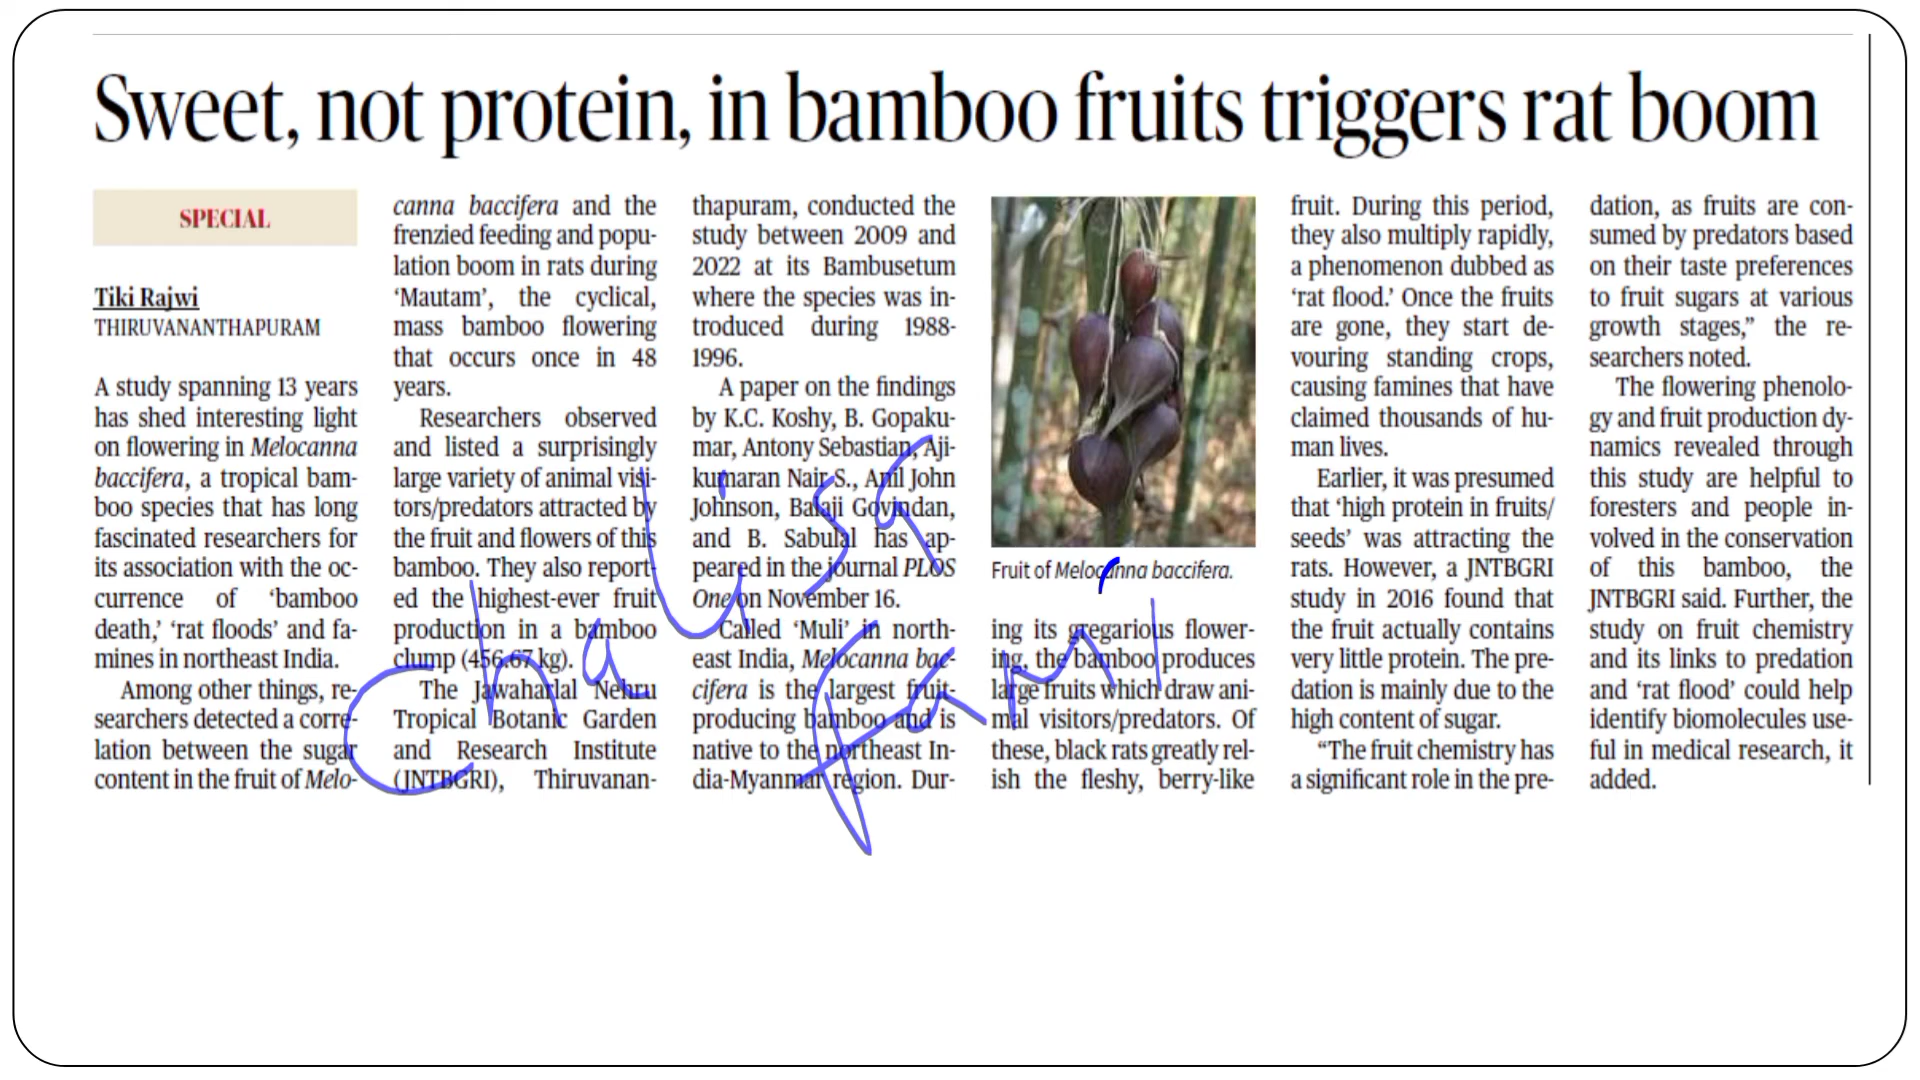 Sweet, not protein, in bamboo fruits triggers rat boom
SPECIAL
Tiki Rajwi
THIRUVANANTHAPURAM
A study spanning 13 years
has shed interesting light
on flowering in Melocanna
baccifera, a tropical bam-
boo species that has long
fascinated researchers for
its association with the oc-
currence of ‘bamboo
death,’ ‘rat floods’ and fa-
mines in northeast India.
Among other things, re-
searchers detected a corre-
lation between the sugar
content in the fruit of Melo-
canna baccifera and the
frenzied feeding and popu-
lation boom in rats during
‘Mautam’, the cyclical,
mass bamboo flowering
that occurs once in 48
years.
Researchers observed
and listed a surprisingly
large variety of animal visi-
tors/predators attracted by
the fruit and flowers of this
bamboo. They also report-
ed the highest-ever fruit
production in a bamboo
clump (456.67 kg).
The Jawaharlal Nehru
Tropical Botanic Garden
and Research Institute
(JNTBGRI), Thiruvanan-
thapuram, conducted the
study between 2009 and
2022 at its Bambusetum
where the species was in-
troduced during 1988-
1996.
A paper on the findings
by K.C. Koshy, B. Gopaku-
mar, Antony Sebastian, Aji-
kumaran Nair S., Anil John
Johnson, Balaji Govindan,
and B. Sabulal has ap-
peared in the journal PLOS
One on November 16.
Called ‘Muli’ in north-
east India, Melocanna bac-
cifera is the largest fruit-
producing bamboo and is
native to the northeast In-
dia-Myanmar region. Dur-
Fruit of Melocanna baccifera.
ing its gregarious flower-
ing, the bamboo produces
large fruits which draw ani-
mal visitors/predators. Of
these, black rats greatly rel-
ish the fleshy, berry-like
fruit. During this period,
they also multiply rapidly,
a phenomenon dubbed as
‘rat flood.’ Once the fruits
are gone, they start de-
vouring standing crops,
causing famines that have
claimed thousands of hu-
man lives.
Earlier, it was presumed
that ‘high protein in fruits/
seeds’ was attracting the
rats. However, a JNTBGRI
study in 2016 found that
the fruit actually contains
very little protein. The pre-
dation is mainly due to the
high content of sugar.
“The fruit chemistry has
a significant role in the pre-
dation, as fruits are con-
sumed by predators based
on their taste preferences
to fruit sugars at various
growth stages,” the re-
searchers noted.
The flowering phenolo-
gy and fruit production dy-
namics revealed through
this study are helpful to
foresters and people in-
volved in the conservation
of this bamboo, the
JNTBGRI said. Further, the
study on fruit chemistry
and its links to predation
and ‘rat flood’ could help
identify biomolecules use-
ful in medical research, it
added.